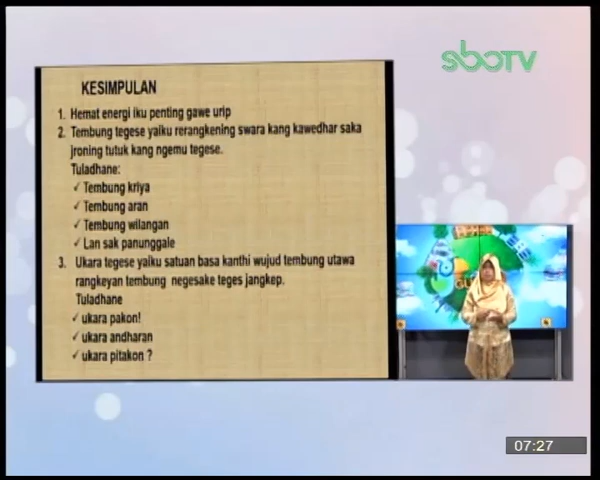 sboTV
KESIMPULAN
1. Hemat energi iku penting gawe urip
2. Tembung tegese yaiku rerangkening swara kang kawedhar saka
jroning tutuk kang ngemu tegese.
Tuladhane:
✓ Tembung kriya
✓ Tembung aran
✓ Tembung wilangan
✓ Lan sak panunggale
3. Ukara tegese yaiku satuan basa kanthi wujud tembung utawa
rangkeyan tembung negesake teges jangkep.
Tuladhane
✓ ukara pakon!
✓ ukara andharan
✓ ukara pitakon ?
07:27